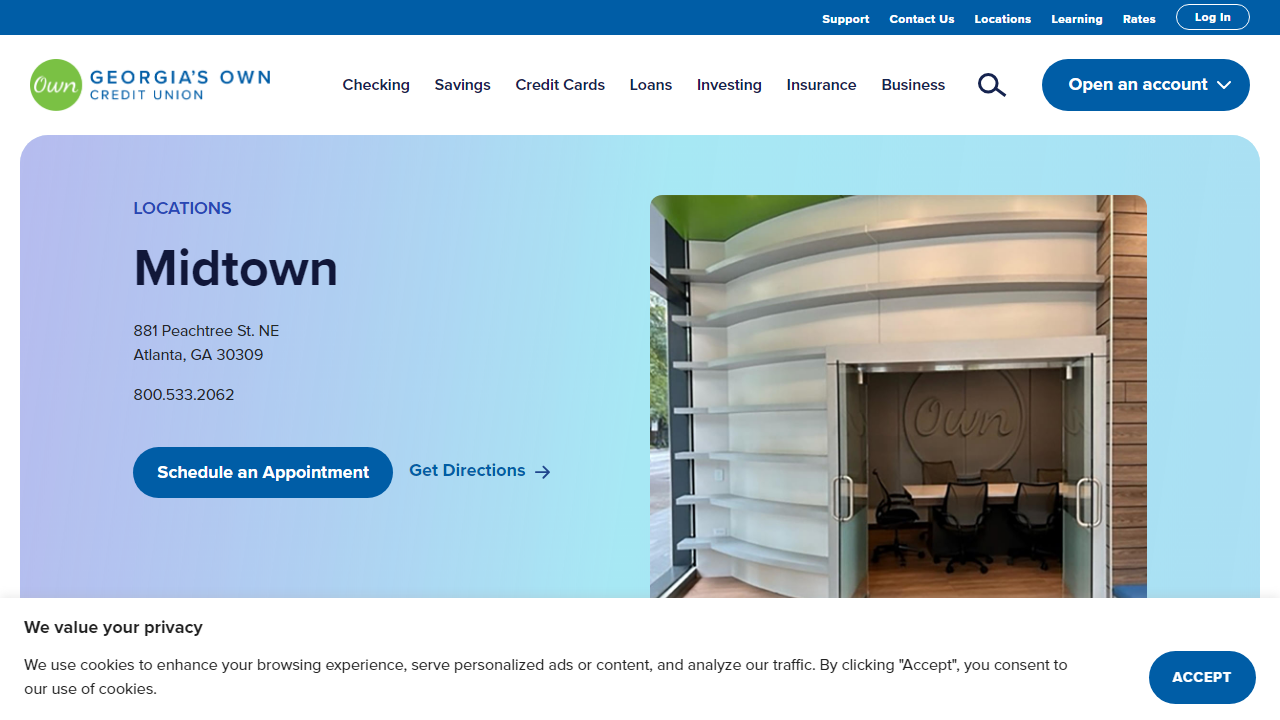 Support Contact Us Locations Learning Rates Log In
Own GEORGIA'S OWN
CREDIT UNION
Checking Savings Credit Cards Loans Investing Insurance Business
Open an account
LOCATIONS
Midtown
881 Peachtree St. NE
Atlanta, GA 30309
800.533.2062
Schedule an Appointment
Get Directions
Own
We value your privacy
We use cookies to enhance your browsing experience, serve personalized ads or content, and analyze our traffic. By clicking "Accept", you consent to
our use of cookies.
ACCEPT